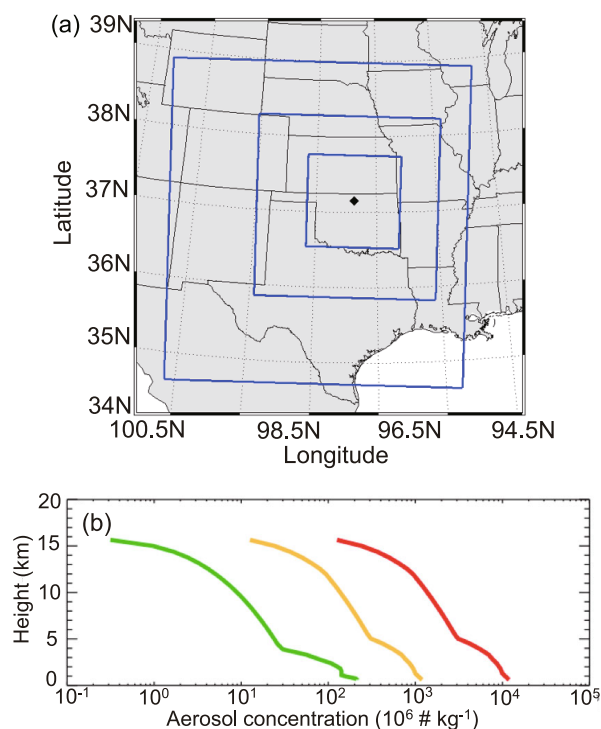 (a)
39N
38N
37N
36N
35N
34N
Latitude
100.5N 98.5N 96.5N 94.5N
Longitude
(b)
20
15
10
5
0
Height (km)
10-1 100 101 102 103 104 105
Aerosol concentration (106 # kg-1)